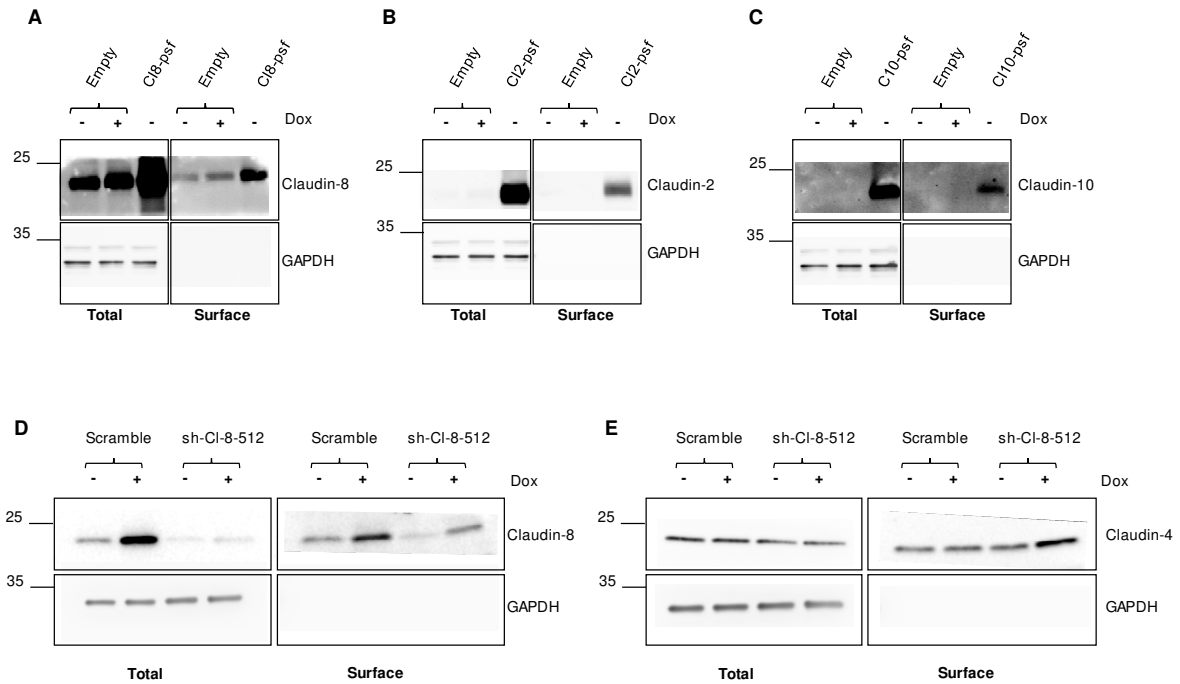 A
B
C
Empty Cl8-psf Empty Cl8-psf
Empty Cl2-psf Empty Cl2-psf
Empty C10-psf Empty Cl10-psf
- + - - + - Dox
- + - - + - Dox
- + - - + - Dox
25 Claudin-8
25 Claudin-2
25 Claudin-10
35 GAPDH
35 GAPDH
35 GAPDH
Total Surface
Total Surface
Total Surface
D
E
Scramble sh-Cl-8-512 Scramble sh-Cl-8-512
Scramble sh-Cl-8-512 Scramble sh-Cl-8-512
- + - + - + - + Dox
- + - + - + - + Dox
25 Claudin-8
25 Claudin-4
35 GAPDH
35 GAPDH
Total Surface
Total Surface